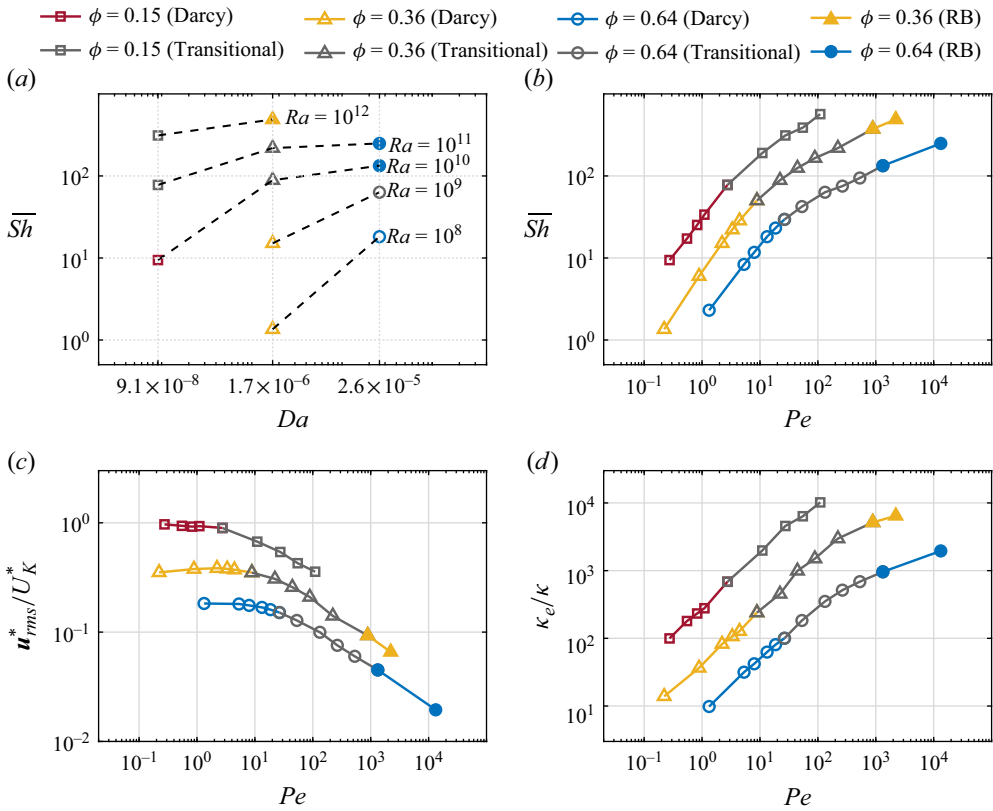 ϕ = 0.15 (Darcy) ϕ = 0.36 (Darcy) ϕ = 0.64 (Darcy) ϕ = 0.36 (RB)
ϕ = 0.15 (Transitional) ϕ = 0.36 (Transitional) ϕ = 0.64 (Transitional) ϕ = 0.64 (RB)
(a)
Ra = 10¹²
Ra = 10¹¹
Ra = 10¹⁰
Ra = 10⁹
Ra = 10⁸
10²
10¹
10⁰
S̅h̅
9.1×10⁻⁸ 1.7×10⁻⁶ 2.6×10⁻⁵
Da
(b)
10²
10¹
10⁰
S̅h̅
10⁻¹ 10⁰ 10¹ 10² 10³ 10⁴
Pe
(c)
10⁰
10⁻¹
10⁻²
u*rms/U*K
10⁻¹ 10⁰ 10¹ 10² 10³ 10⁴
Pe
(d)
10⁴
10³
10²
10¹
κₑ/κ
10⁻¹ 10⁰ 10¹ 10² 10³ 10⁴
Pe